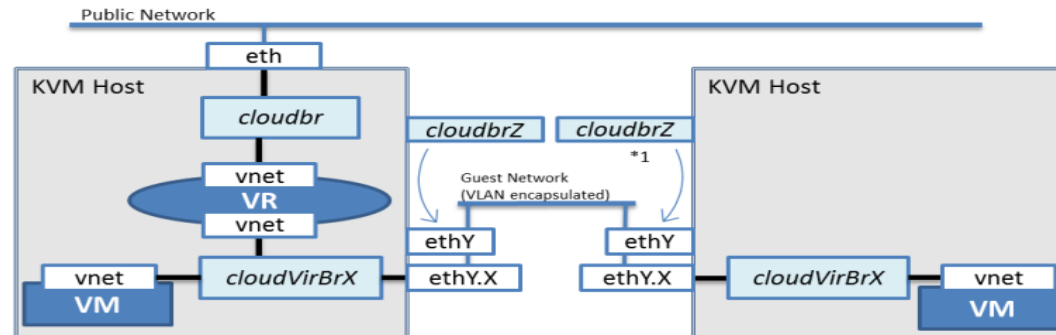 Public Network
eth
KVM Host
KVM Host
cloudbr
cloudbrZ
cloudbrZ
*1
vnet
VR
vnet
Guest Network
(VLAN encapsulated)
ethY
ethY
vnet
VM
cloudVirBrX
ethY.X
ethY.X
cloudVirBrX
vnet
VM